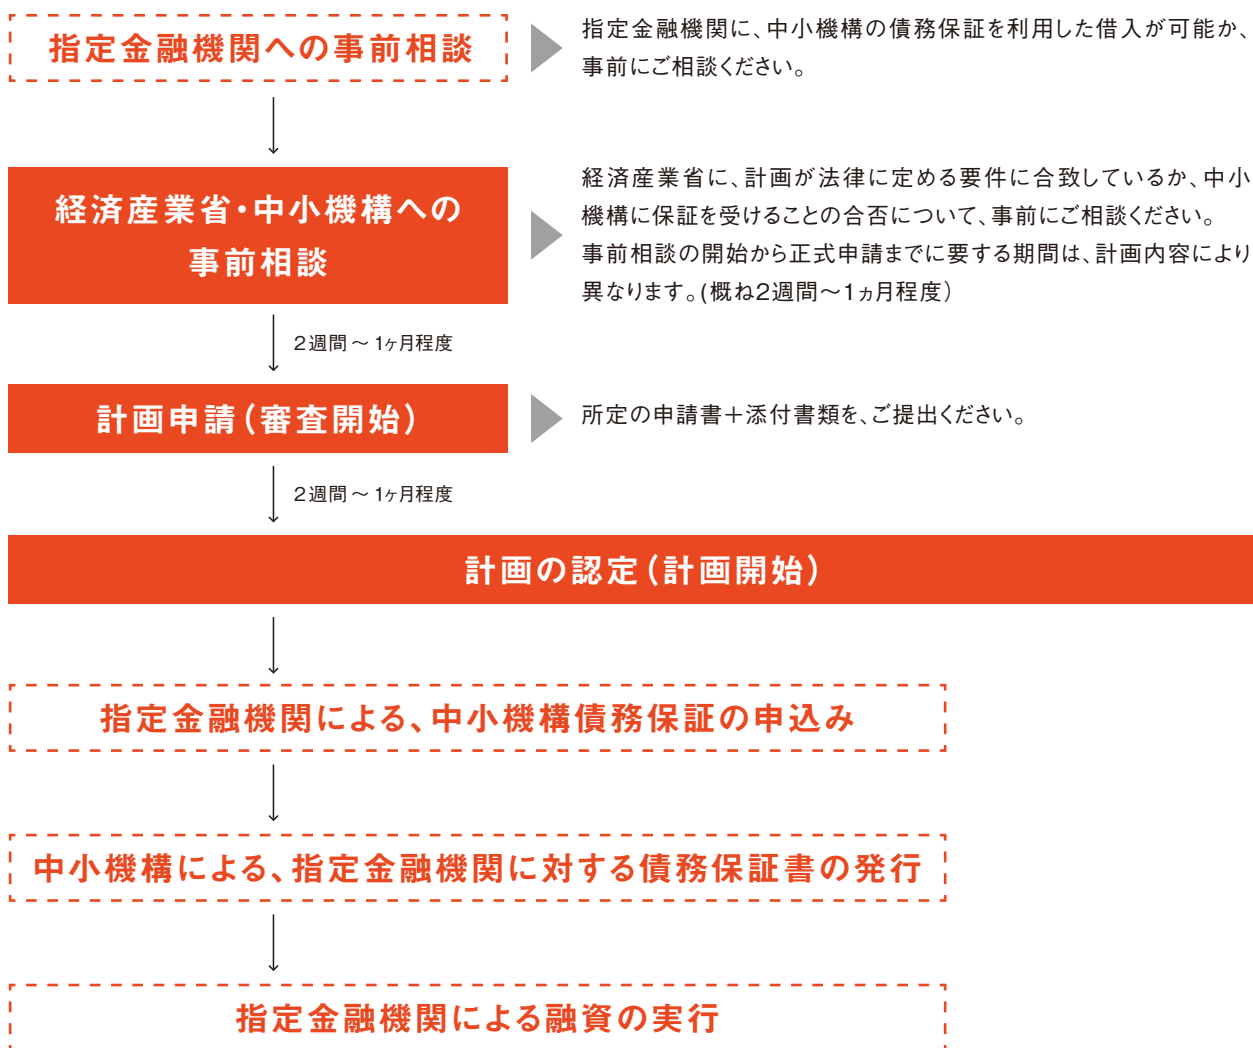 指定金融機関への事前相談
指定金融機関に、中小機構の債務保証を利用した借入が可能か、
事前にご相談ください。
経済産業省・中小機構への
事前相談
経済産業省に、計画が法律に定める要件に合致しているか、中小
機構に保証を受けることの合否について、事前にご相談ください。
事前相談の開始から正式申請までに要する期間は、計画内容により
異なります。(概ね2週間〜1ヵ月程度）
2週間 〜 1ヶ月程度
計画申請（審査開始）
所定の申請書＋添付書類を、ご提出ください。
2週間 〜 1ヶ月程度
計画の認定（計画開始）
指定金融機関による、中小機構債務保証の申込み
中小機構による、指定金融機関に対する債務保証書の発行
指定金融機関による融資の実行